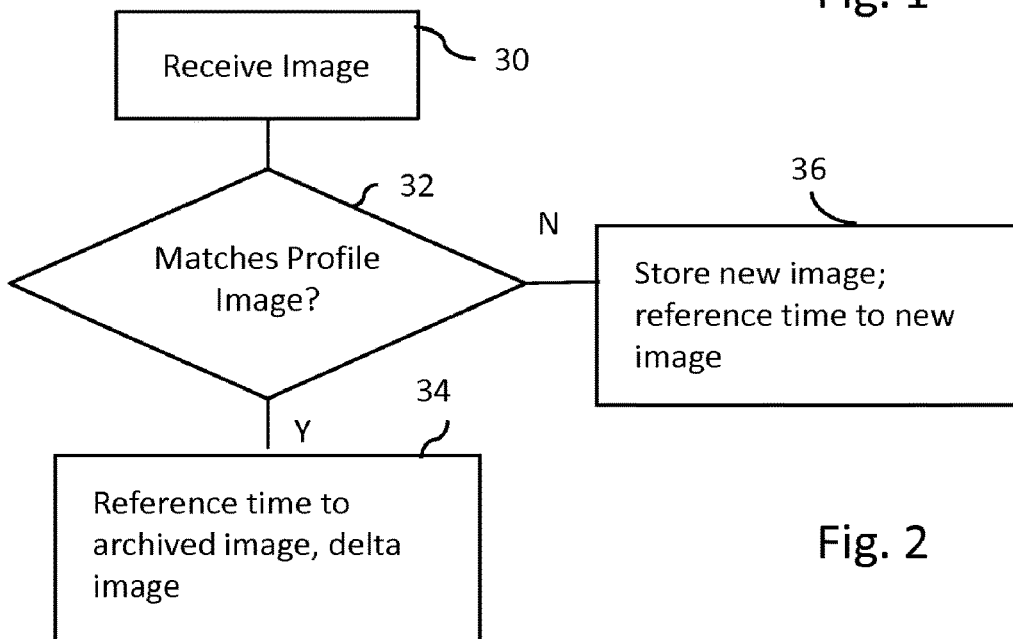 Fig. 1
Receive Image
30
32
Matches Profile
Image?
N
36
Store new image;
reference time to new
image
Y
34
Reference time to
archived image, delta
image
Fig. 2